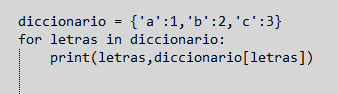 diccionario = {'a':1,'b':2,'c':3}
for letras in diccionario:
    print(letras,diccionario[letras])